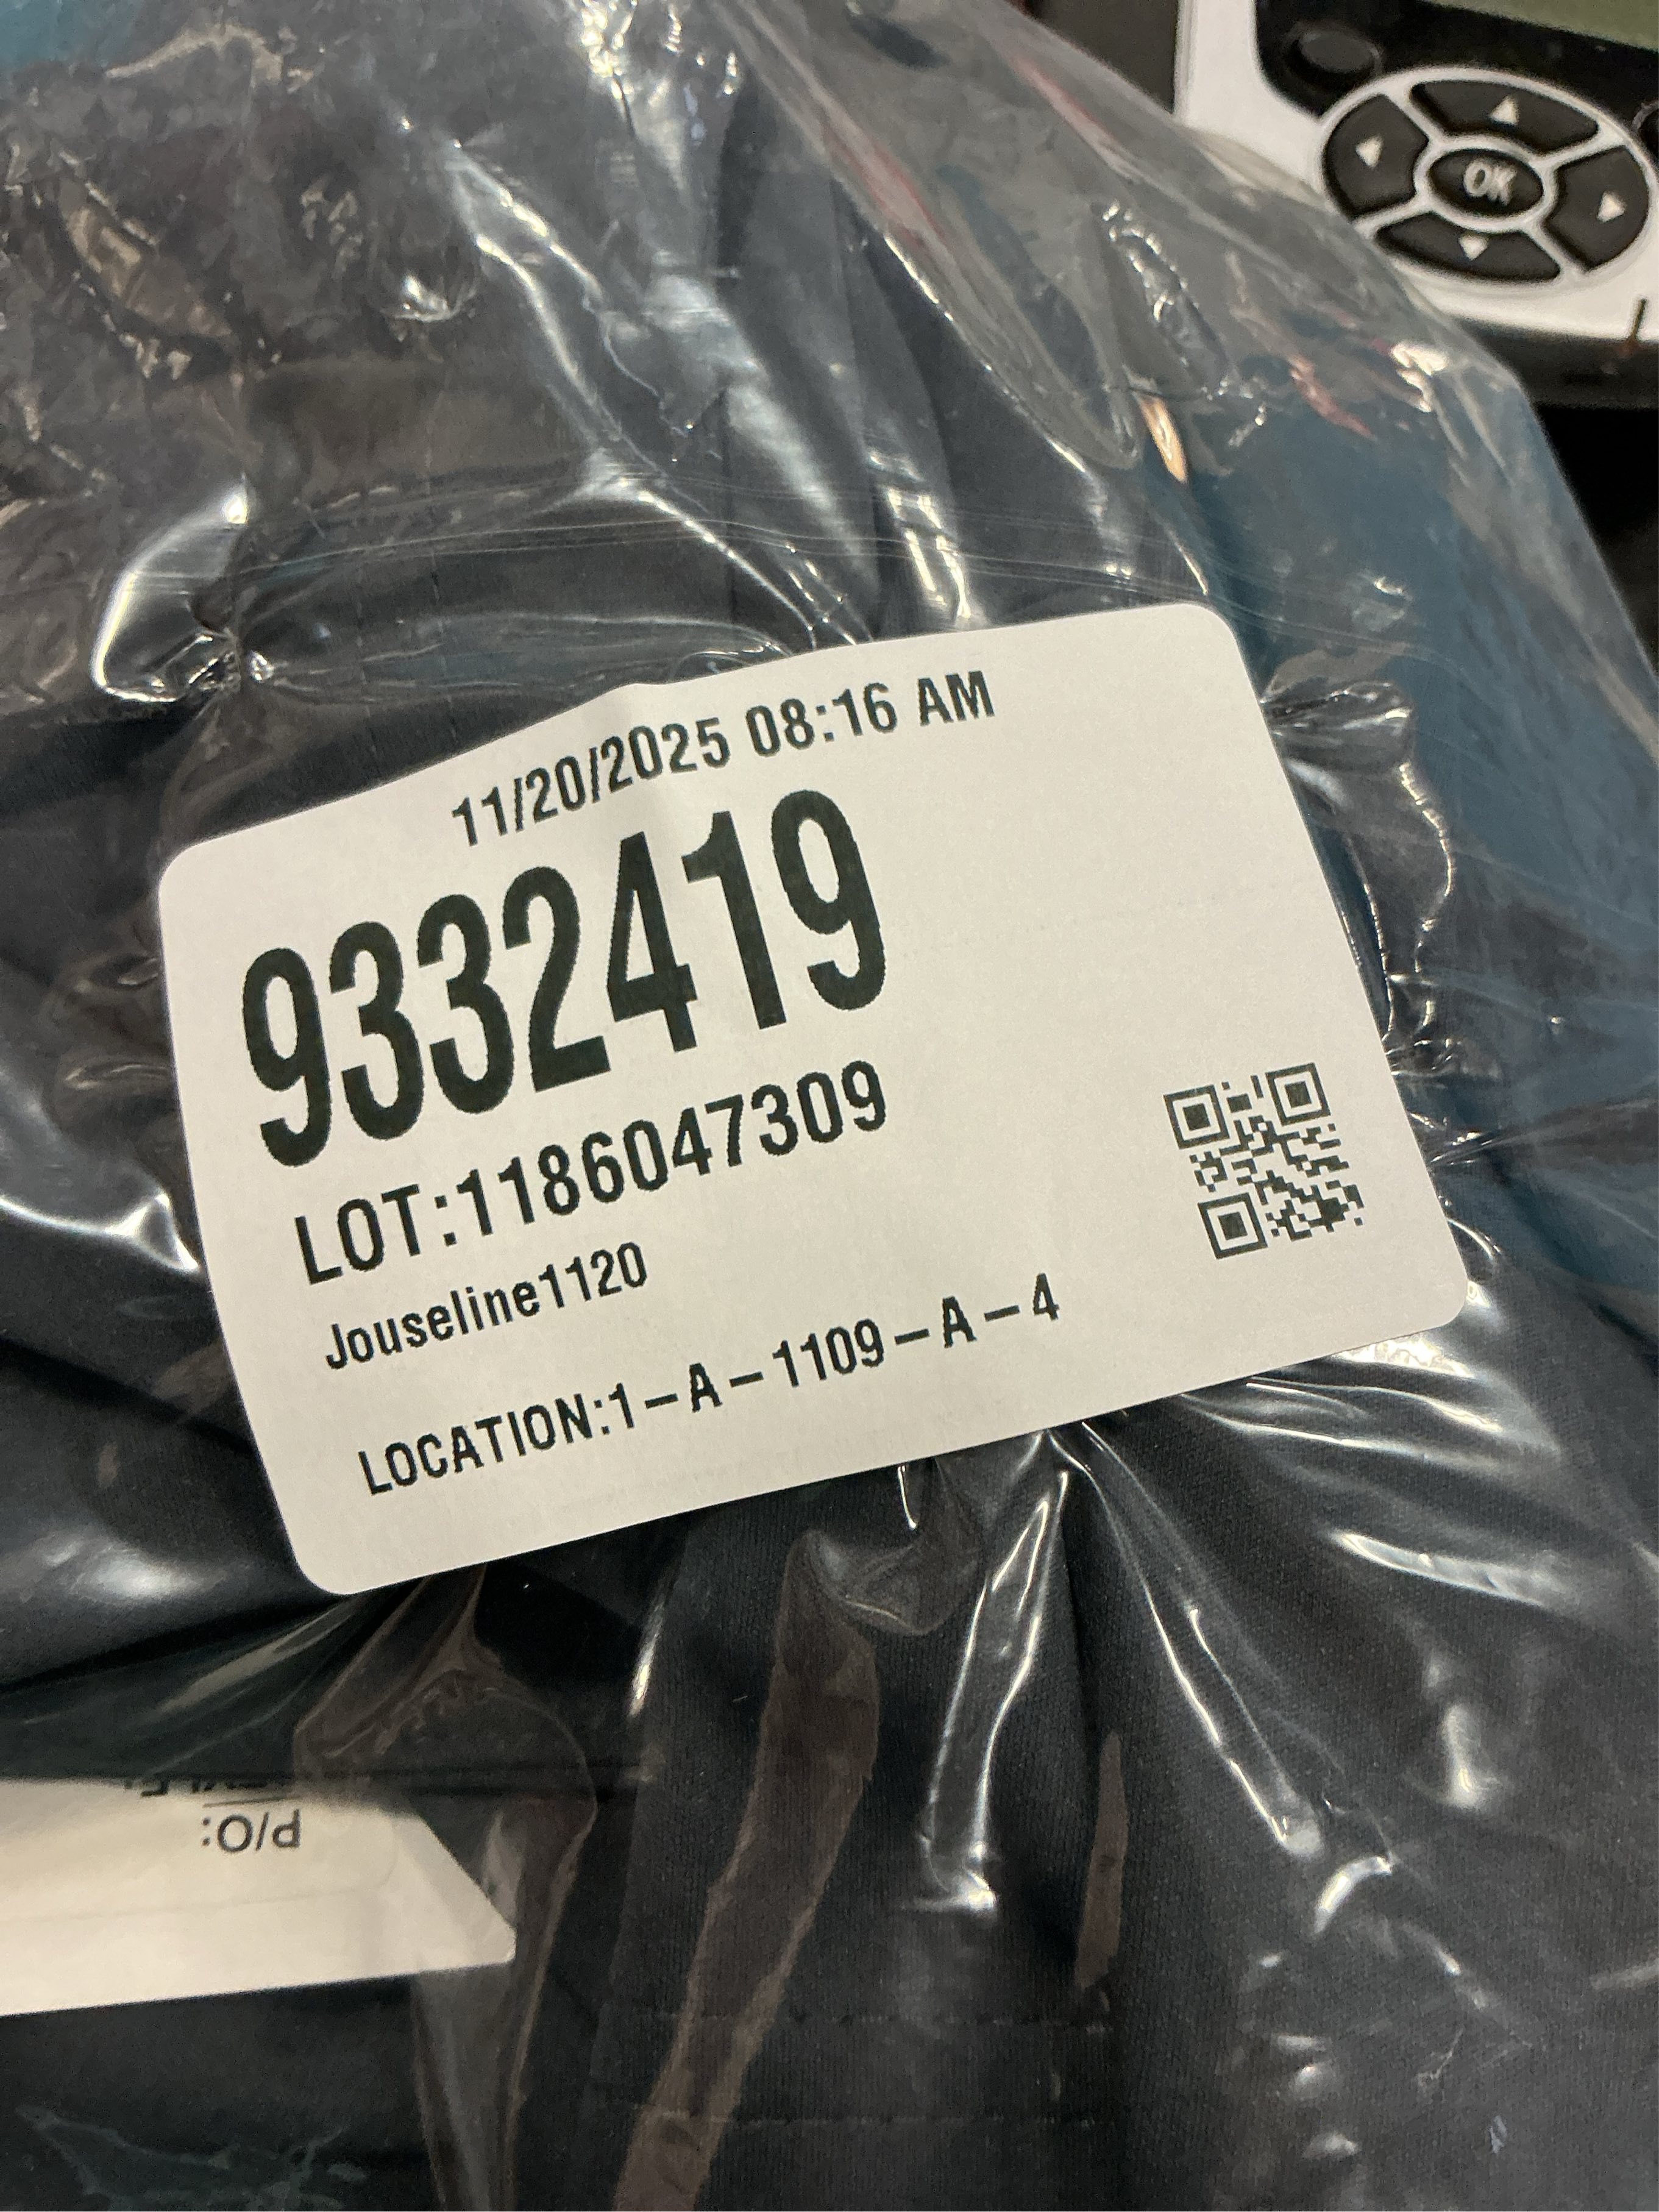 OK
11/20/2025 08:16 AM
9332419
LOT:1186047309
Jouseline1120
LOCATION:1-A-1109-A-4
P/O: